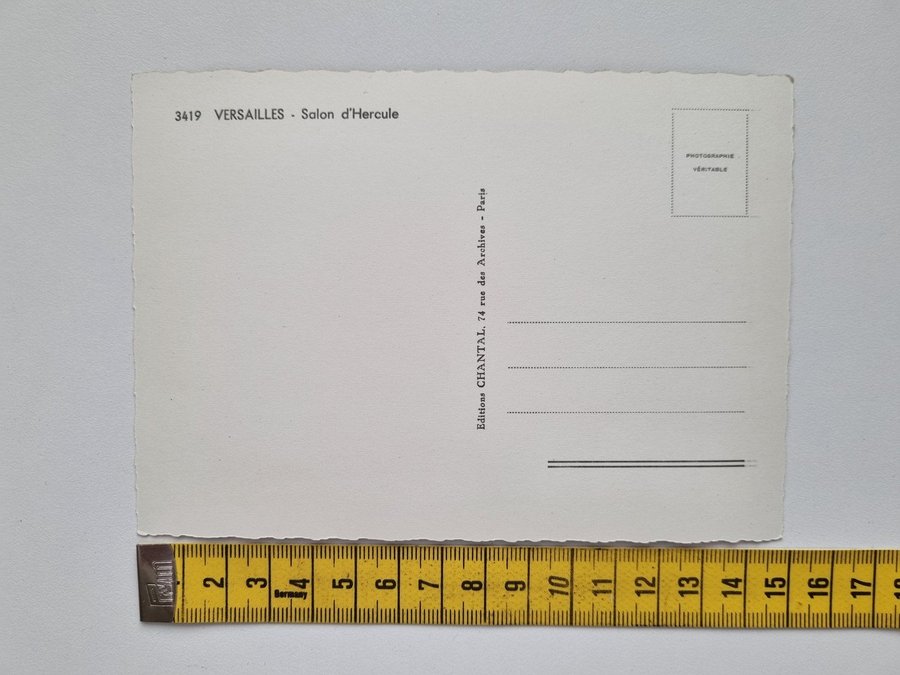 3419 VERSAILLES - Salon d'Hercule
PHOTOGRAPHIE
VÉRITABLE
Editions CHANTAL. 74 rue des Archives - Paris
2 3 4 5 6 7 8 9 10 11 12 13 14 15 16 17 18
Germany